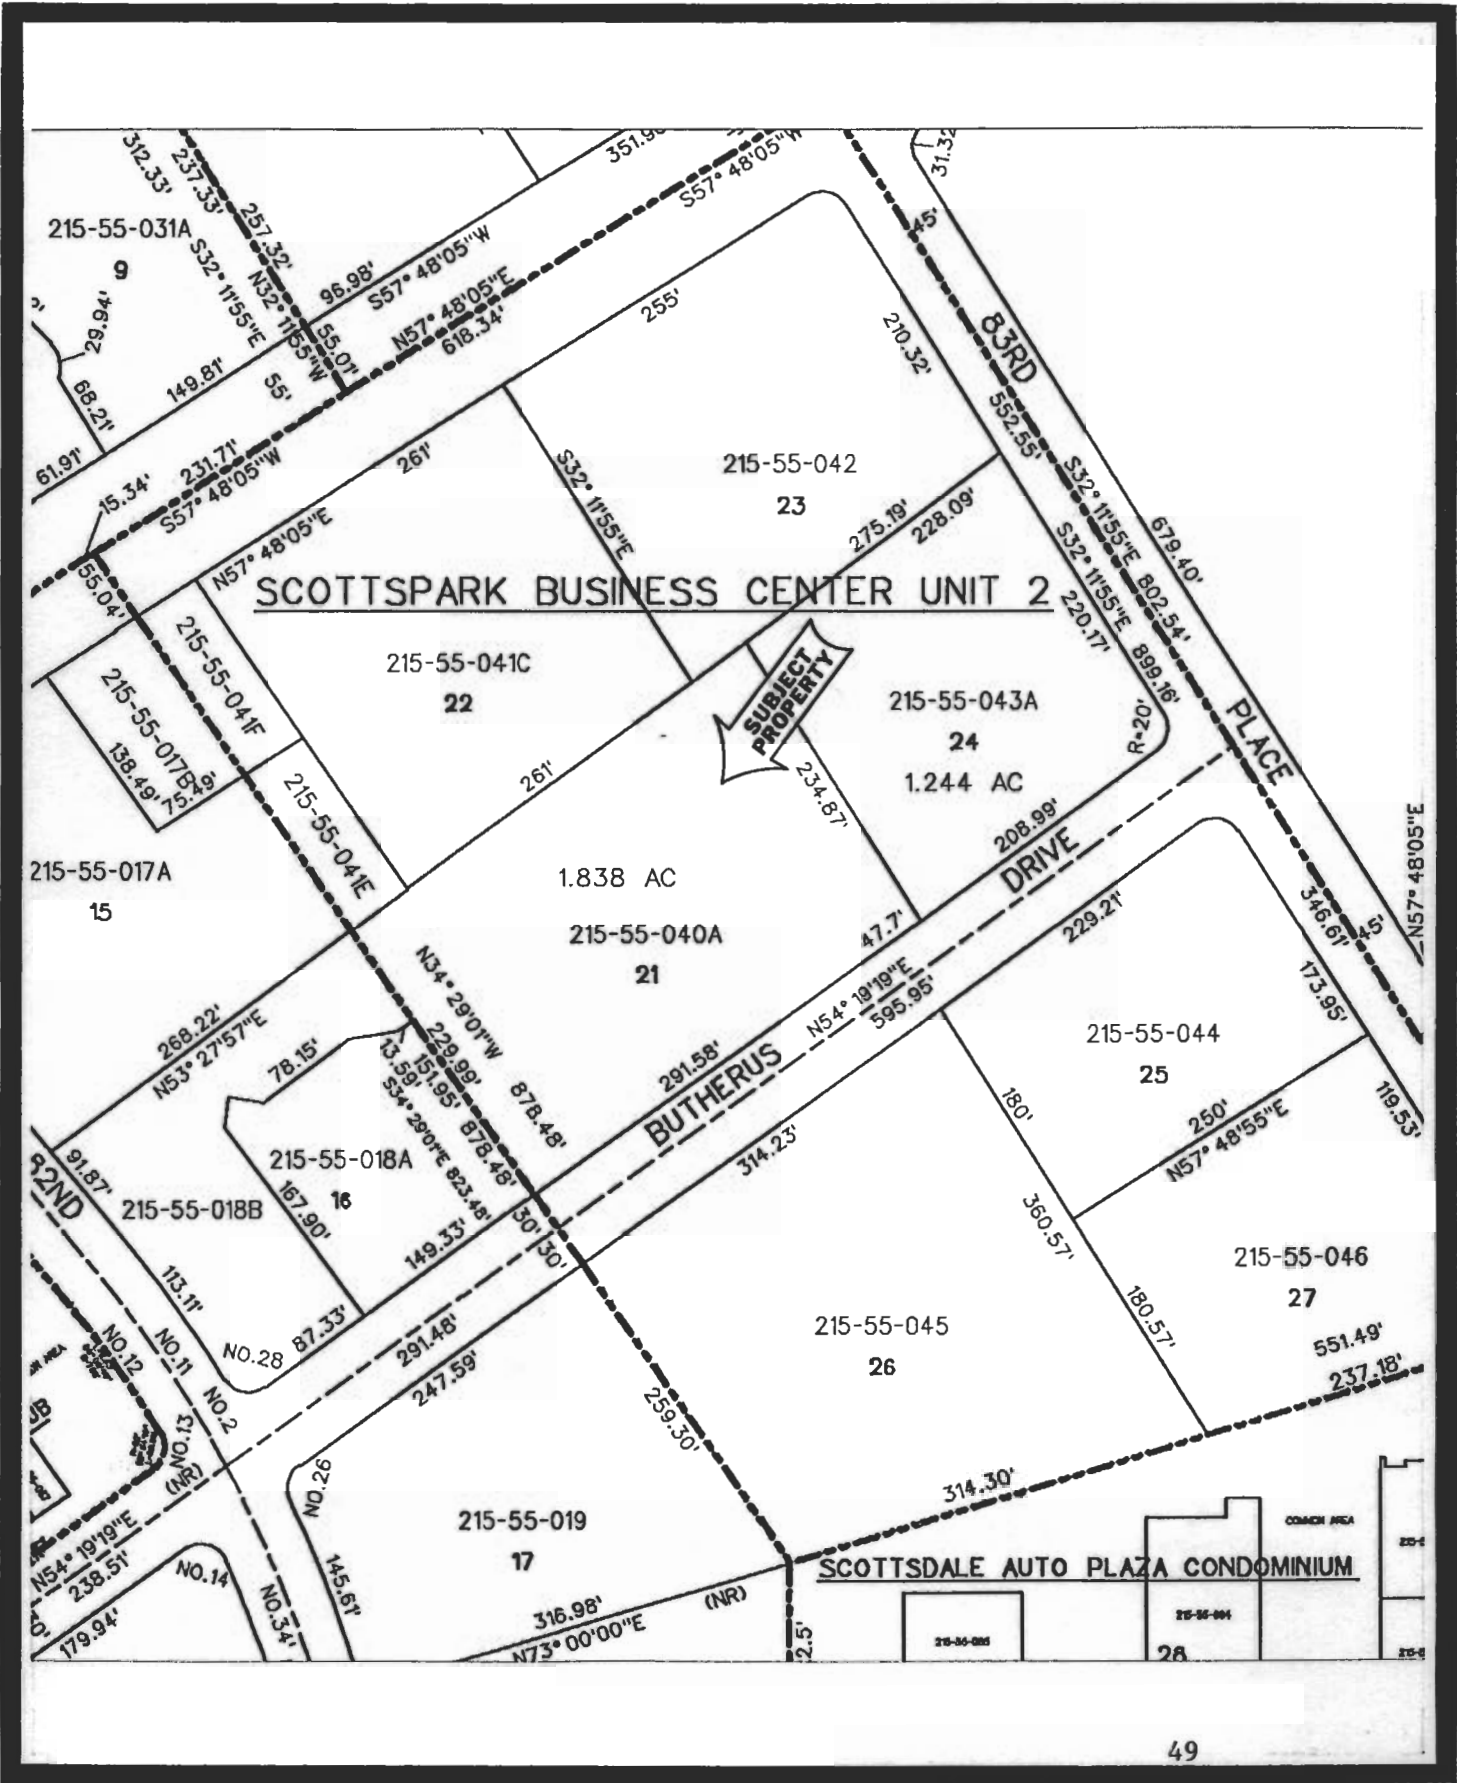 312.33'
237.33'
257.32'
215-55-031A
9
S32° 11'55"E
N32° 11'55"W
55.01'
55'
29.94'
68.21'
61.91'
149.81'
96.98'
S57° 48'05"W
N57° 48'05"E
618.34'
S57° 48'05"W
31.32
45'
83RD
PLACE
255'
210.32'
552.55'
15.34'
231.71'
S57° 48'05"W
261'
N57° 48'05"E
55.04'
S32° 11'55"E
215-55-042
23
275.19'
228.09'
S32° 11'55"E 802.54'
679.40'
S32° 11'55"E 899.16'
220.17'
SCOTTSPARK BUSINESS CENTER UNIT 2
215-55-041F
215-55-041C
22
215-55-017B
138.49'
75.49'
215-55-041E
SUBJECT
PROPERTY
215-55-043A
24
1.244 AC
R=20'
261'
234.87'
208.99'
215-55-017A
15
1.838 AC
215-55-040A
21
47.7'
BUTHERUS
DRIVE
N54° 19'19"E
595.95'
229.21'
N57° 48'05"E
346.61'
45'
173.95'
119.53'
N34° 29'01"W 878.48'
229.99'
151.95' 878.48'
S34° 29'01"E 823.48'
13.59'
268.22'
N53° 27'57"E
78.15'
291.58'
314.23'
215-55-044
25
180'
250'
N57° 48'55"E
91.87'
82ND
215-55-018A
16
215-55-018B
167.90'
149.33'
30'
30'
113.11'
87.33'
NO.28
291.48'
247.59'
360.57'
180.57'
215-55-046
27
215-55-045
26
551.49'
237.18'
259.30'
314.30'
NO.12
NO.11
NO.2
NO.13
(NR)
NO.26
N54° 19'19"E
238.51'
179.94'
NO.14
NO.34
145.61'
215-55-019
17
316.98'
N73° 00'00"E
(NR)
2.5'
SCOTTSDALE AUTO PLAZA CONDOMINIUM
COMMON AREA
28
49